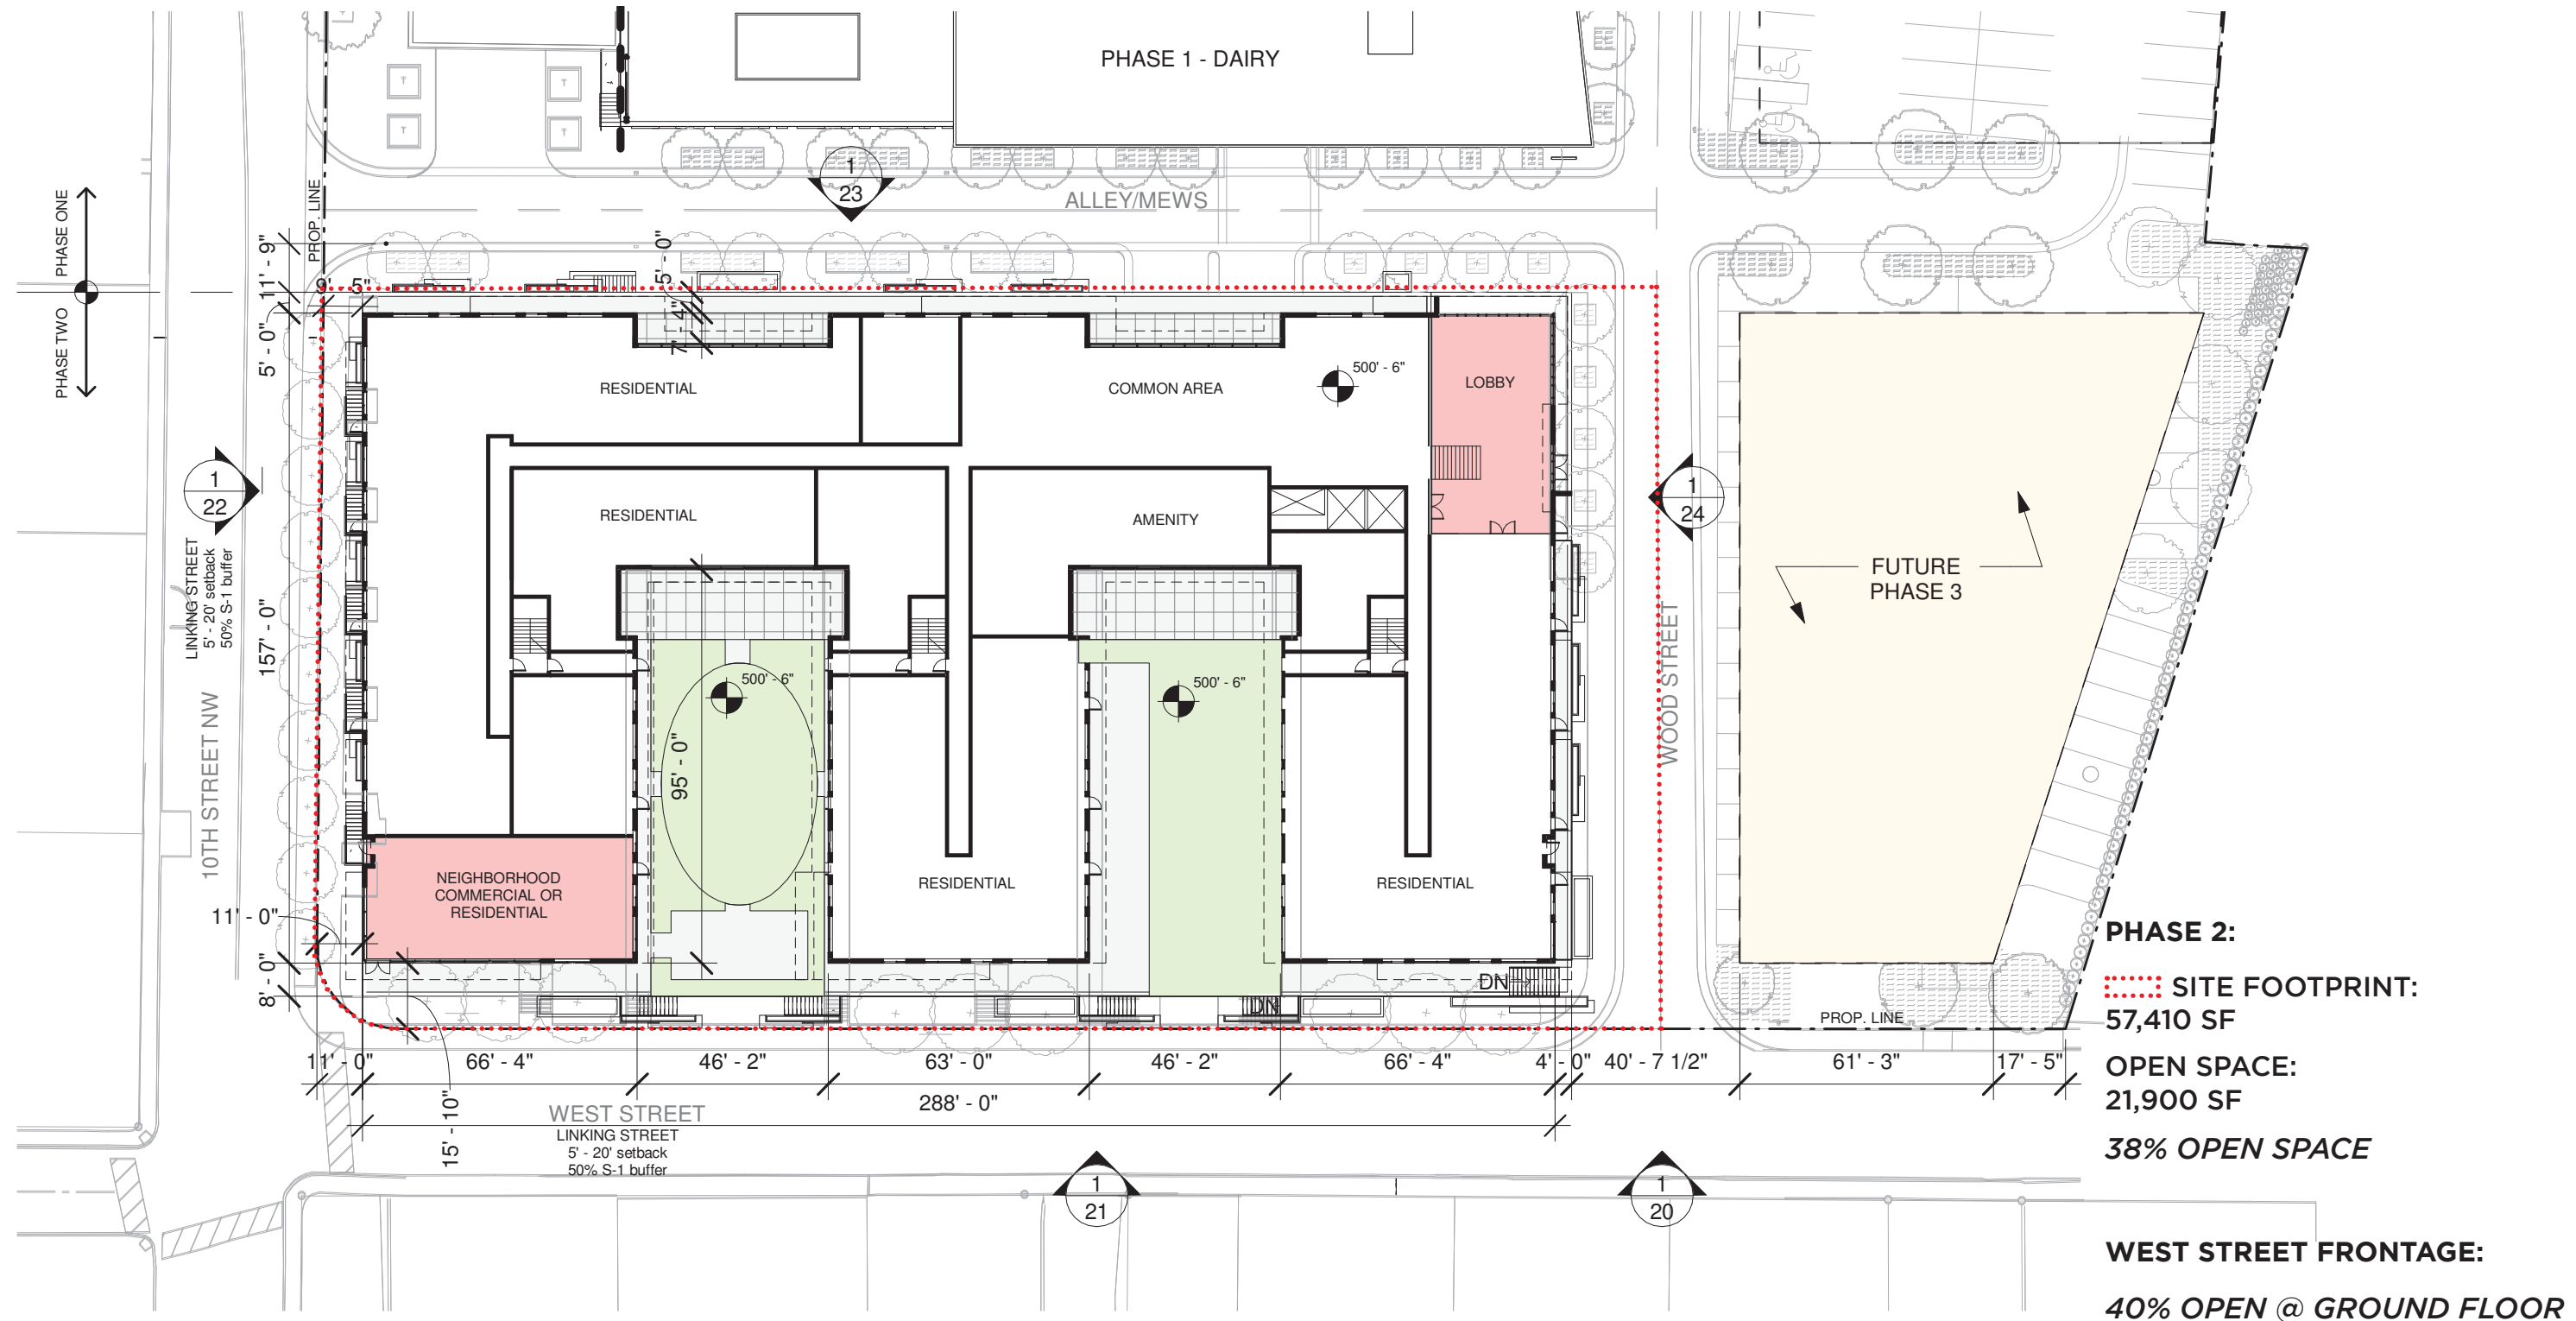 PHASE 1 - DAIRY
1
23
ALLEY/MEWS
PHASE ONE
PHASE TWO
PROP. LINE
11' - 9"
9' - 5"
5' - 0"
7' - 4"
5' - 0"
RESIDENTIAL
COMMON AREA
500' - 6"
LOBBY
1
22
LINKING STREET
5' - 20' setback
50% S-1 buffer
10TH STREET NW
157' - 0"
RESIDENTIAL
AMENITY
1
24
WOOD STREET
FUTURE
PHASE 3
500' - 6"
500' - 6"
95' - 0"
NEIGHBORHOOD
COMMERCIAL OR
RESIDENTIAL
RESIDENTIAL
RESIDENTIAL
11' - 0"
8' - 0"
DN
DN
PROP. LINE
11' - 0"
66' - 4"
46' - 2"
63' - 0"
46' - 2"
66' - 4"
4' - 0"
40' - 7 1/2"
61' - 3"
17' - 5"
288' - 0"
15' - 10"
WEST STREET
LINKING STREET
5' - 20' setback
50% S-1 buffer
1
21
1
20
PHASE 2:
SITE FOOTPRINT:
57,410 SF
OPEN SPACE:
21,900 SF
38% OPEN SPACE
WEST STREET FRONTAGE:
40% OPEN @ GROUND FLOOR